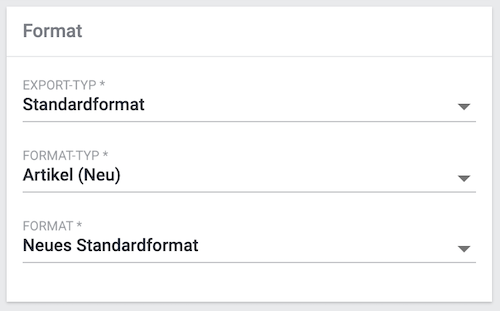 Format
EXPORT-TYP *
Standardformat
FORMAT-TYP *
Artikel (Neu)
FORMAT *
Neues Standardformat